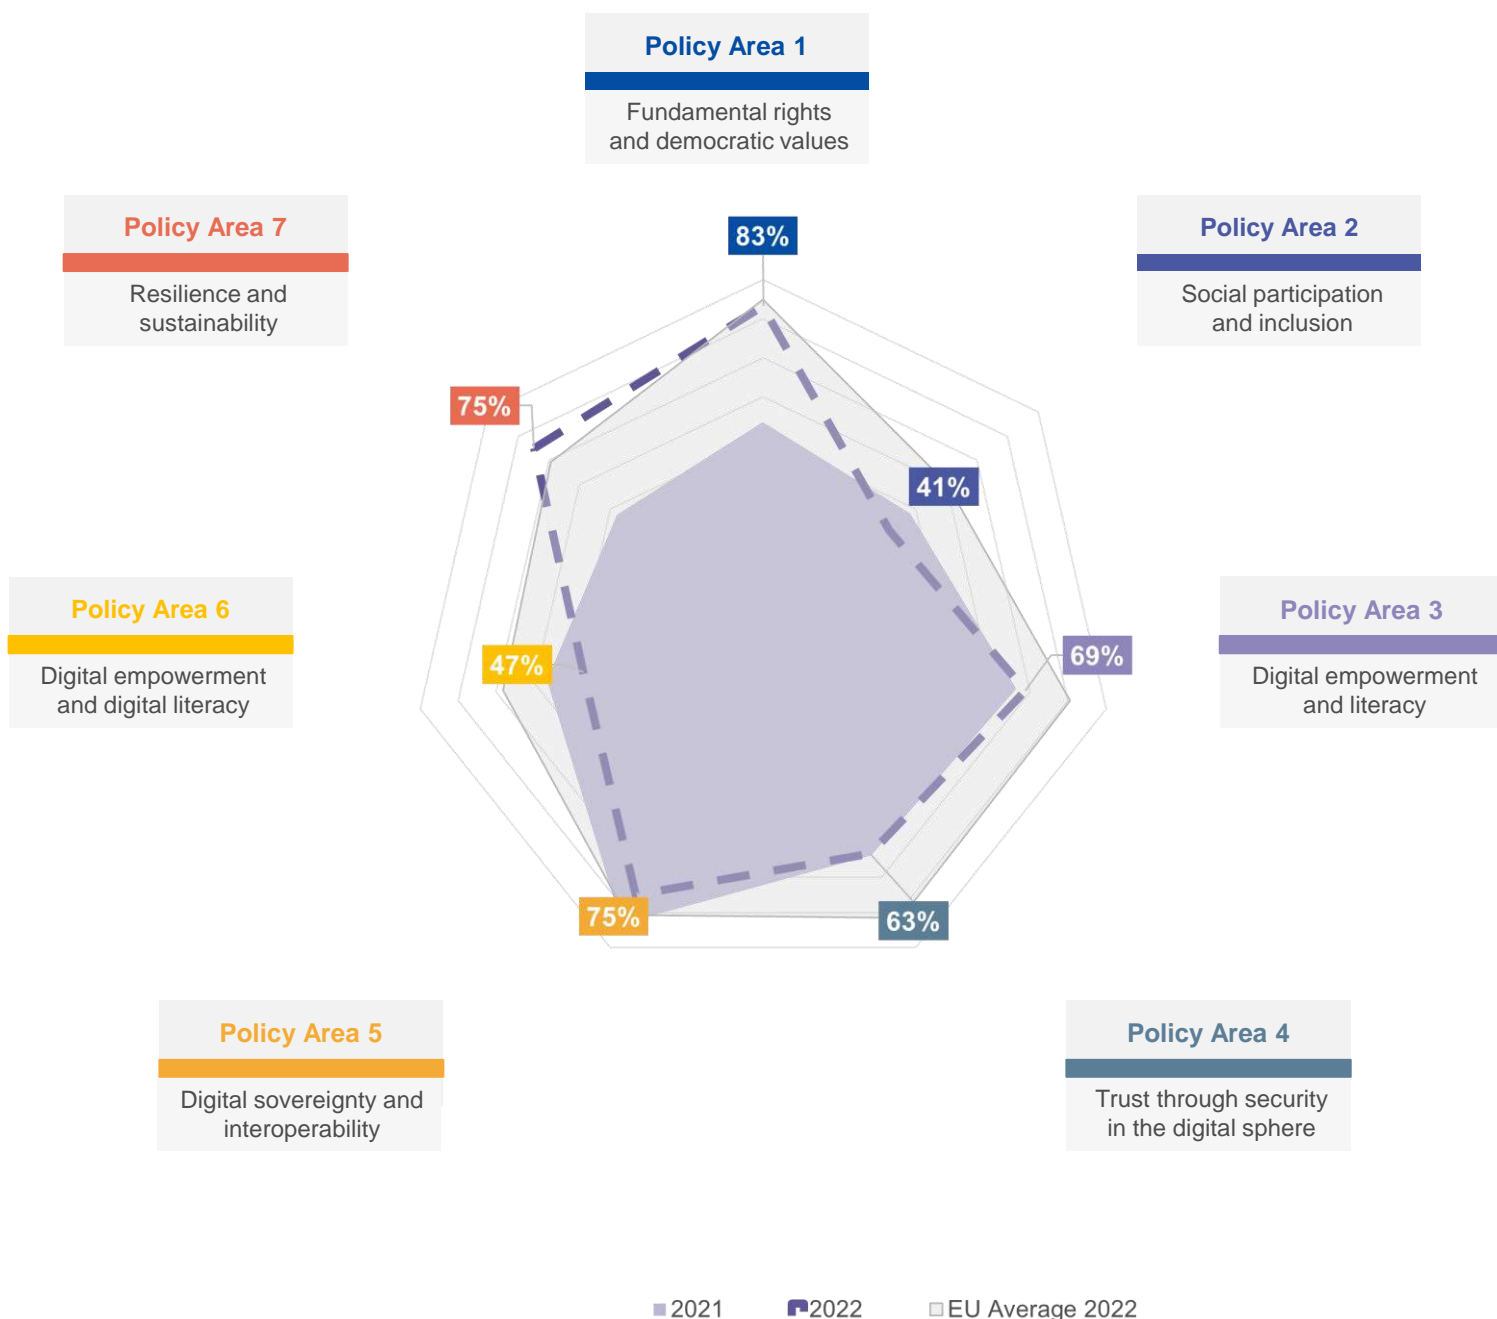 Policy Area 1
Fundamental rights
and democratic values
Policy Area 7
Resilience and
sustainability
83%
Policy Area 2
Social participation
and inclusion
75%
41%
Policy Area 6
Digital empowerment
and digital literacy
47%
69%
Policy Area 3
Digital empowerment
and literacy
75%
63%
Policy Area 5
Digital sovereignty and
interoperability
Policy Area 4
Trust through security
in the digital sphere
2021
2022
EU Average 2022